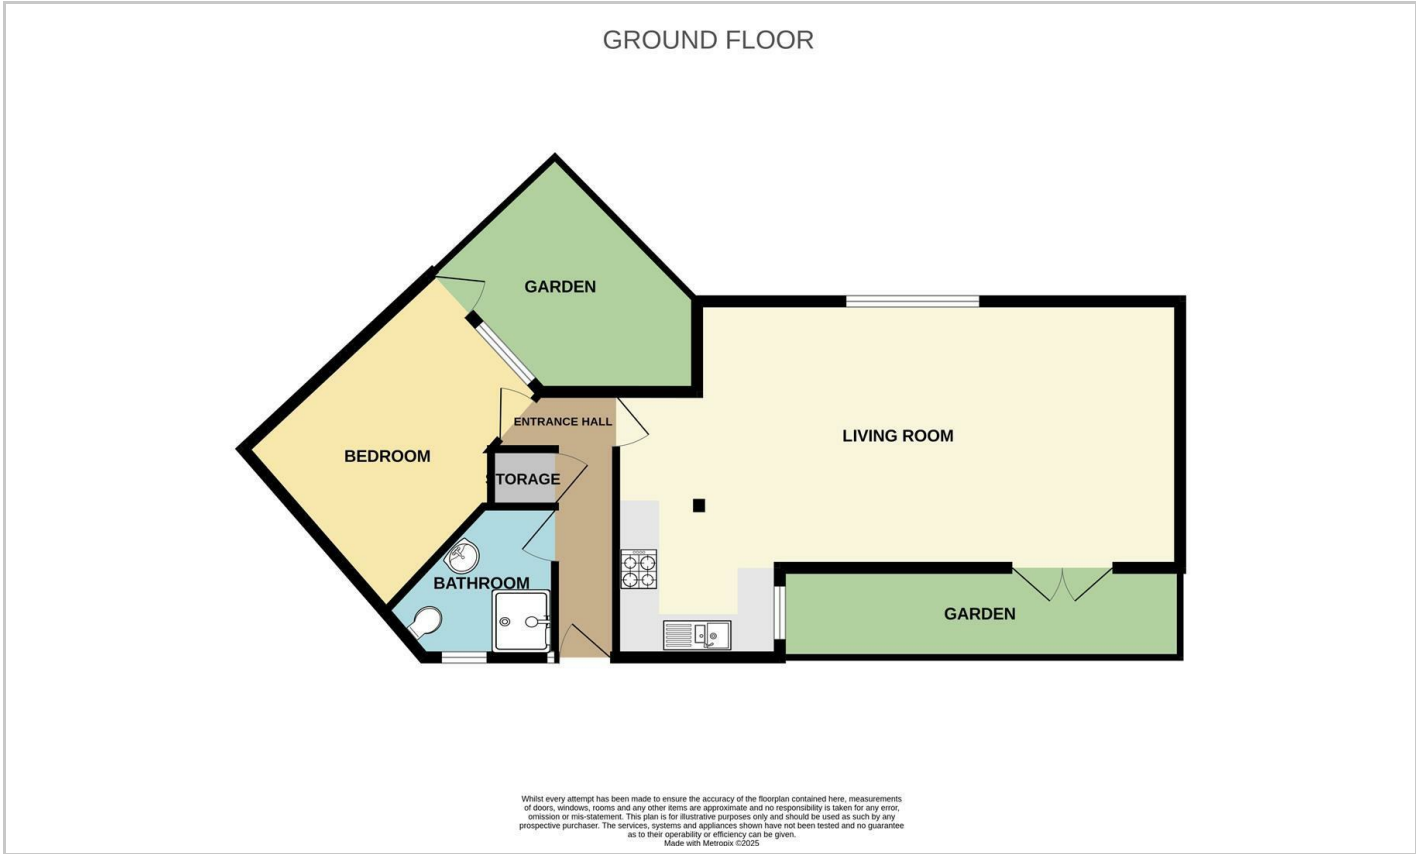 GROUND FLOOR
GARDEN
ENTRANCE HALL
LIVING ROOM
BEDROOM
STORAGE
BATHROOM
GARDEN
Whilst every attempt has been made to ensure the accuracy of the floorplan contained here, measurements
of doors, windows, rooms and any other items are approximate and no responsibility is taken for any error,
omission or mis-statement. This plan is for illustrative purposes only and should be used as such by any
prospective purchaser. The services, systems and appliances shown have not been tested and no guarantee
as to their operability or efficiency can be given.
Made with Metropix ©2025